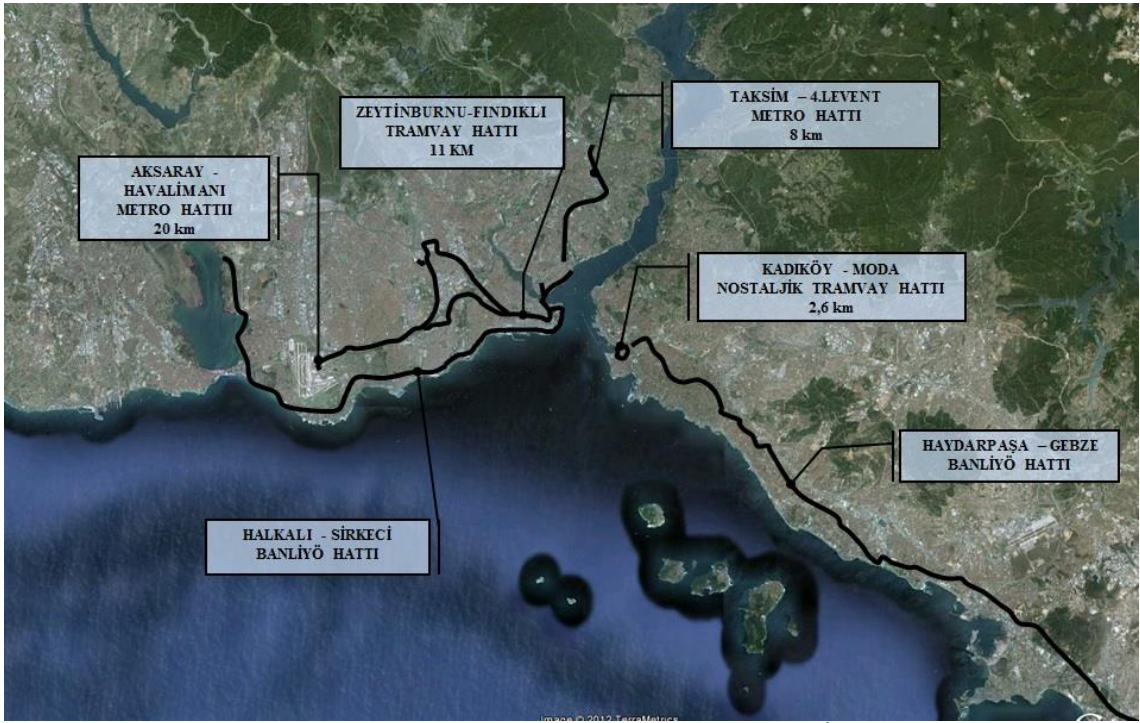 ZEYTİNBURNU-FINDIKLI
TRAMVAY HATTI
11 KM
TAKSİM – 4.LEVENT
METRO HATTI
8 km
AKSARAY -
HAVALİMANI
METRO HATTII
20 km
KADIKÖY - MODA
NOSTALJİK TRAMVAY HATTI
2,6 km
HAYDARPAŞA – GEBZE
BANLİYÖ HATTI
HALKALI - SİRKECİ
BANLİYÖ HATTI
Image © 2012 TerraMetrics